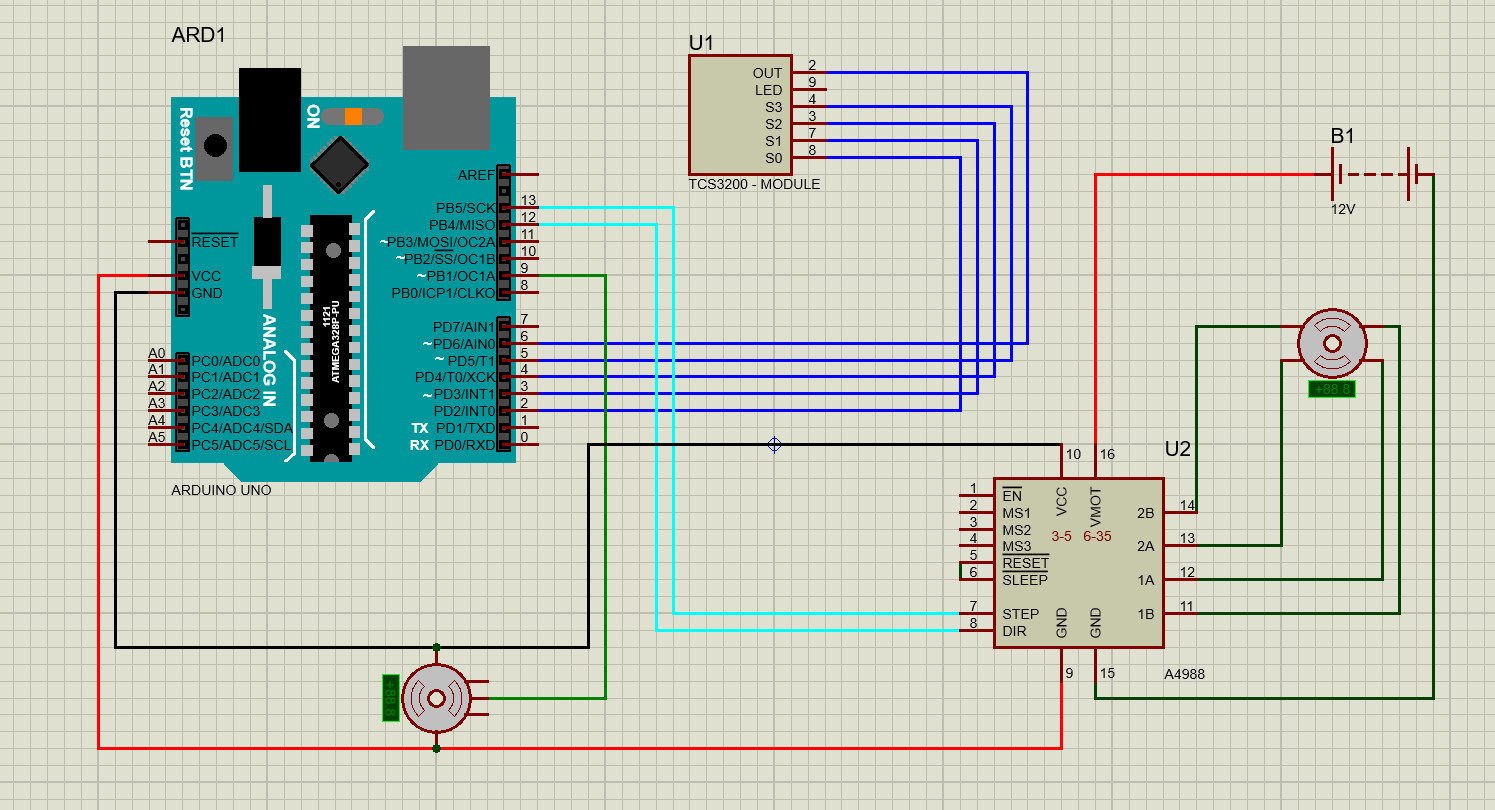 ARD1
Reset BTN
ON
AREF
PB5/SCK 13
PB4/MISO 12
~PB3/MOSI/OC2A 11
~PB2/SS/OC1B 10
~PB1/OC1A 9
PB0/ICP1/CLKO 8
PD7/AIN1 7
~PD6/AIN0 6
~PD5/T1 5
PD4/T0/XCK 4
~PD3/INT1 3
PD2/INT0 2
TX PD1/TXD 1
RX PD0/RXD 0
RESET
VCC
GND
ANALOG IN
1121
ATMEGA328P-PU
A0 PC0/ADC0
A1 PC1/ADC1
A2 PC2/ADC2
A3 PC3/ADC3
A4 PC4/ADC4/SDA
A5 PC5/ADC5/SCL
ARDUINO UNO
U1
OUT 2
LED 9
S3 4
S2 3
S1 7
S0 8
TCS3200 - MODULE
B1
12V
+88.8
U2
10 16
VCC VMOT
3-5 6-35
1 EN
2 MS1
3 MS2
4 MS3
5 RESET
6 SLEEP
7 STEP
8 DIR
2B 14
2A 13
1A 12
1B 11
GND GND
9 15
A4988
+88.8